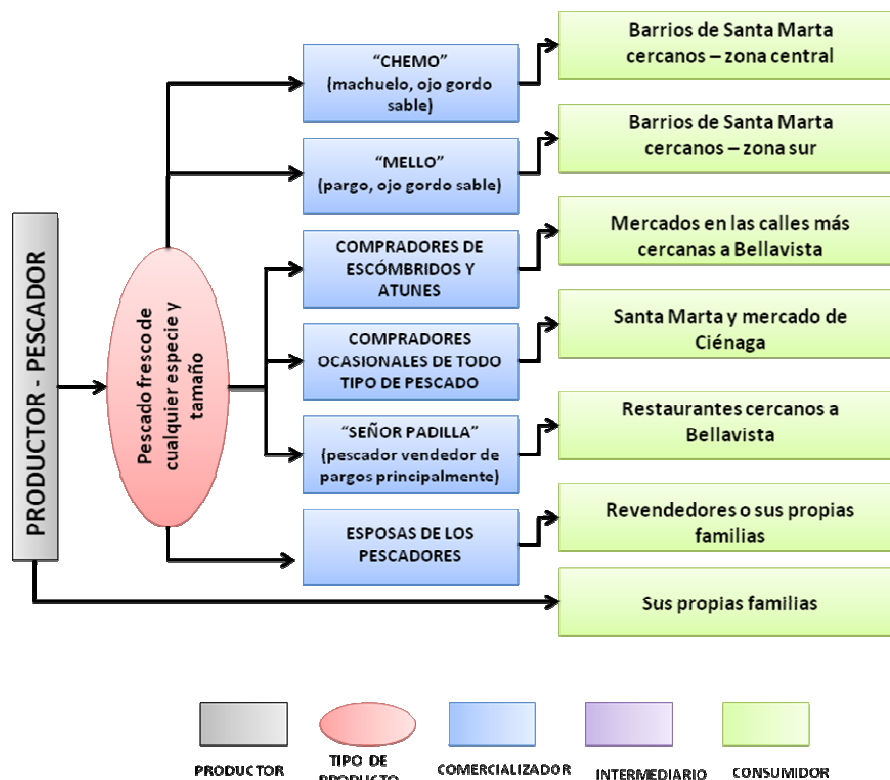 PRODUCTOR - PESCADOR
Pescado fresco de
cualquier especie y
tamaño
“CHEMO”
(machuelo, ojo gordo
sable)
Barrios de Santa Marta
cercanos – zona central
“MELLO”
(pargo, ojo gordo sable)
Barrios de Santa Marta
cercanos – zona sur
COMPRADORES DE
ESCÓMBRIDOS Y
ATUNES
Mercados en las calles más
cercanas a Bellavista
COMPRADORES
OCASIONALES DE TODO
TIPO DE PESCADO
Santa Marta y mercado de
Ciénaga
“SEÑOR PADILLA”
(pescador vendedor de
pargos principalmente)
Restaurantes cercanos a
Bellavista
ESPOSAS DE LOS
PESCADORES
Revendedores o sus propias
familias
Sus propias familias
PRODUCTOR
TIPO DE
PRODUCTO
COMERCIALIZADOR
INTERMEDIARIO
CONSUMIDOR